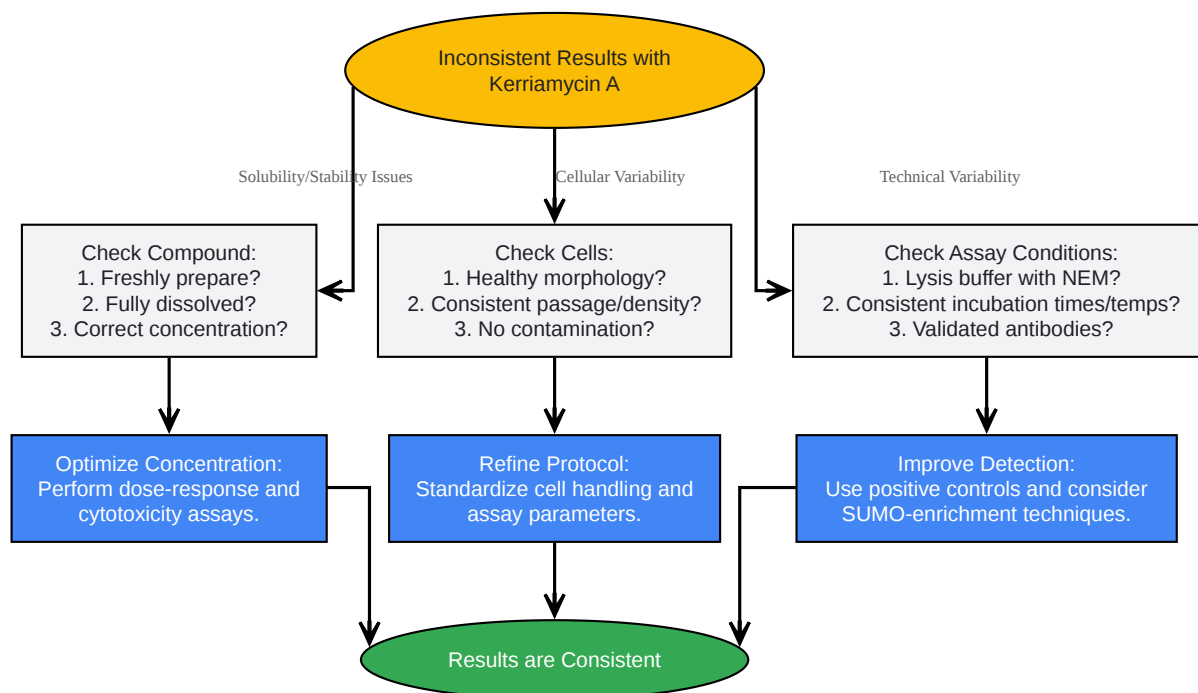 Inconsistent Results with
Kerriamycin A
Solubility/Stability Issues
Cellular Variability
Technical Variability
Check Compound:
1. Freshly prepare?
2. Fully dissolved?
3. Correct concentration?
Check Cells:
1. Healthy morphology?
2. Consistent passage/density?
3. No contamination?
Check Assay Conditions:
1. Lysis buffer with NEM?
2. Consistent incubation times/temps?
3. Validated antibodies?
Optimize Concentration:
Perform dose-response and
cytotoxicity assays.
Refine Protocol:
Standardize cell handling and
assay parameters.
Improve Detection:
Use positive controls and consider
SUMO-enrichment techniques.
Results are Consistent